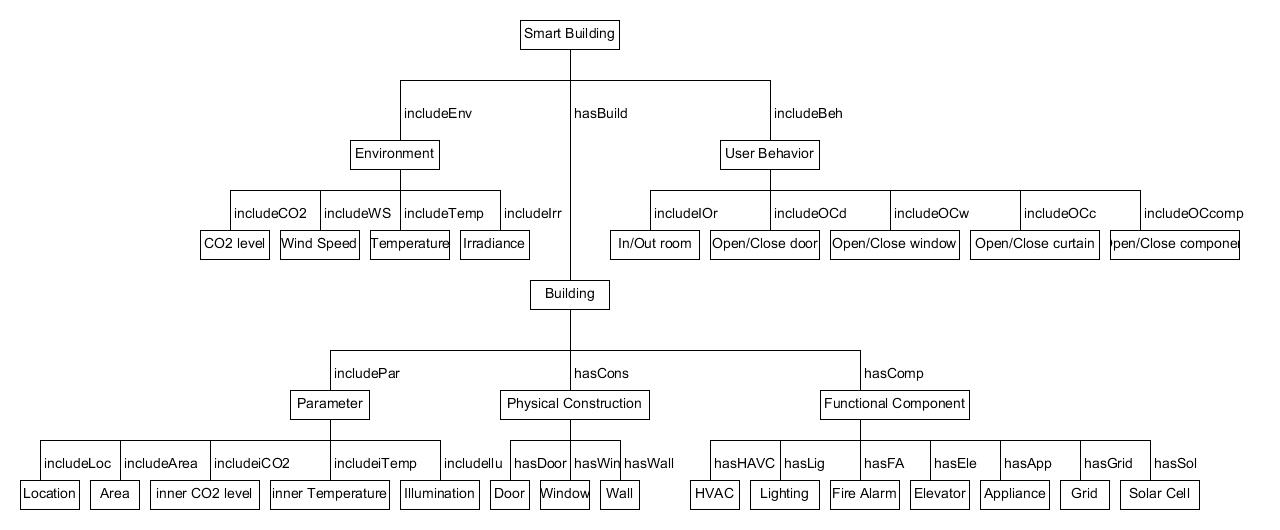 Smart Building
includeEnv
hasBuild
includeBeh
Environment
User Behavior
includeCO2
includeWS
includeTemp
includeIrr
includeIOr
includeOCd
includeOCw
includeOCc
includeOCcomp
CO2 level
Wind Speed
Temperature
Irradiance
In/Out room
Open/Close door
Open/Close window
Open/Close curtain
Open/Close componen
Building
includePar
hasCons
hasComp
Parameter
Physical Construction
Functional Component
includeLoc
includeArea
includeiCO2
includeiTemp
includeIlu
hasDoor
hasWin
hasWall
hasHAVC
hasLig
hasFA
hasEle
hasApp
hasGrid
hasSol
Location
Area
inner CO2 level
inner Temperature
Illumination
Door
Window
Wall
HVAC
Lighting
Fire Alarm
Elevator
Appliance
Grid
Solar Cell